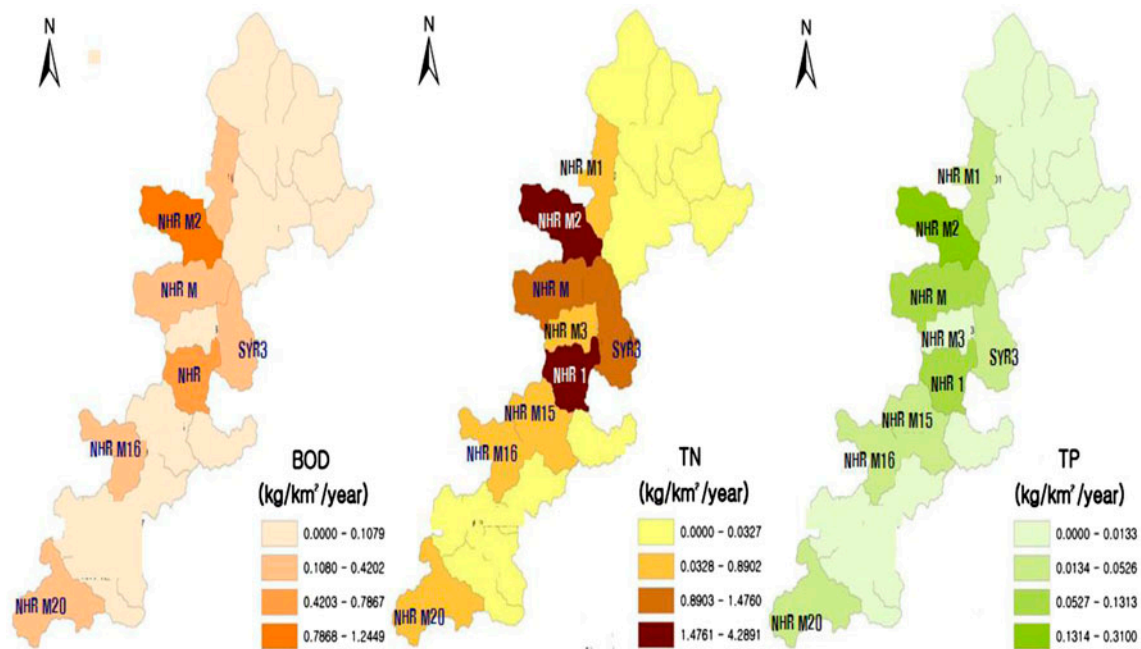 N
NHR M2
NHR M
SYR3
NHR
NHR M16
NHR M20
BOD
(kg/km²/year)
0.0000 - 0.1079
0.1080 - 0.4202
0.4203 - 0.7867
0.7868 - 1.2449
N
NHR M1
NHR M2
NHR M
NHR M3
SYR3
NHR 1
NHR M15
NHR M16
NHR M20
TN
(kg/km²/year)
0.0000 - 0.0327
0.0328 - 0.8902
0.8903 - 1.4760
1.4761 - 4.2891
N
NHR M1
NHR M2
NHR M
NHR M3
SYR3
NHR 1
NHR M15
NHR M16
NHR M20
TP
(kg/km²/year)
0.0000 - 0.0133
0.0134 - 0.0526
0.0527 - 0.1313
0.1314 - 0.3100